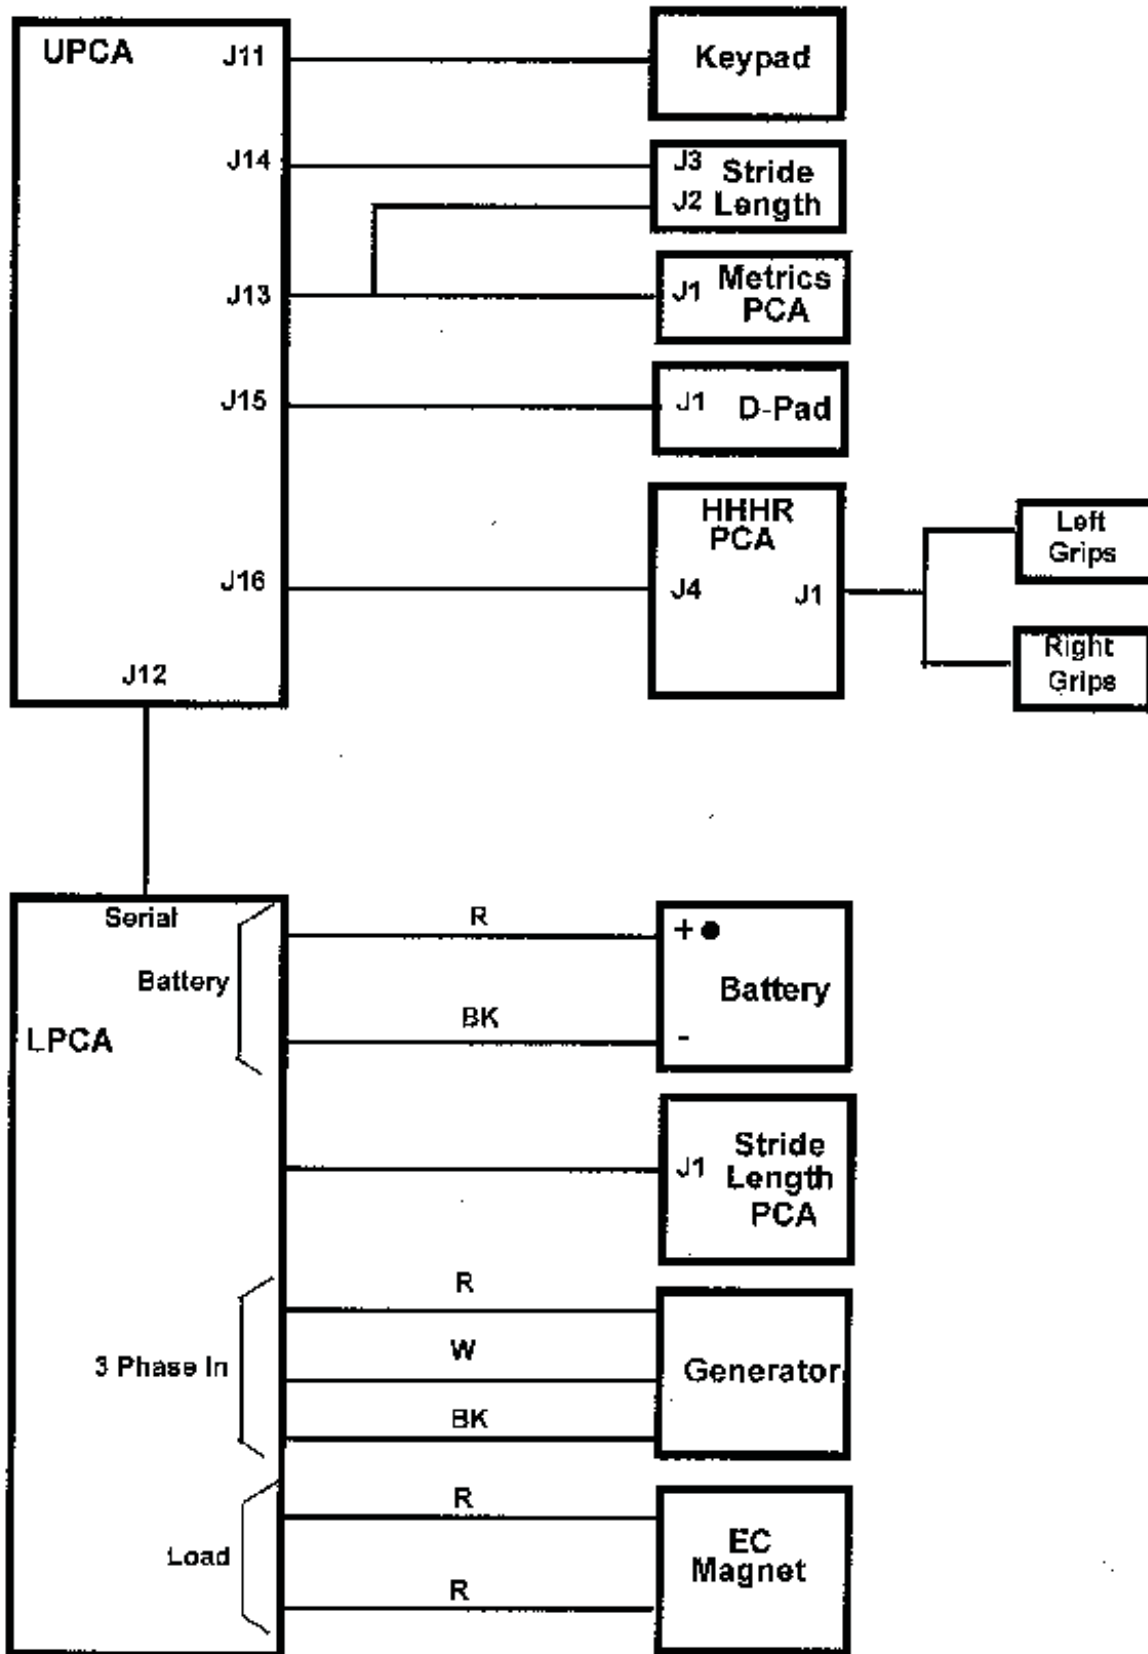 UPCA
J11
Keypad
J14
J3
Stride
Length
J2
J13
J1
Metrics
PCA
J15
J1
D-Pad
HHHR
PCA
J16
J4
J1
Left
Grips
Right
Grips
J12
Serial
Battery
LPCA
R
+
Battery
BK
-
J1
Stride
Length
PCA
R
3 Phase In
W
Generator
BK
R
Load
EC
Magnet
R